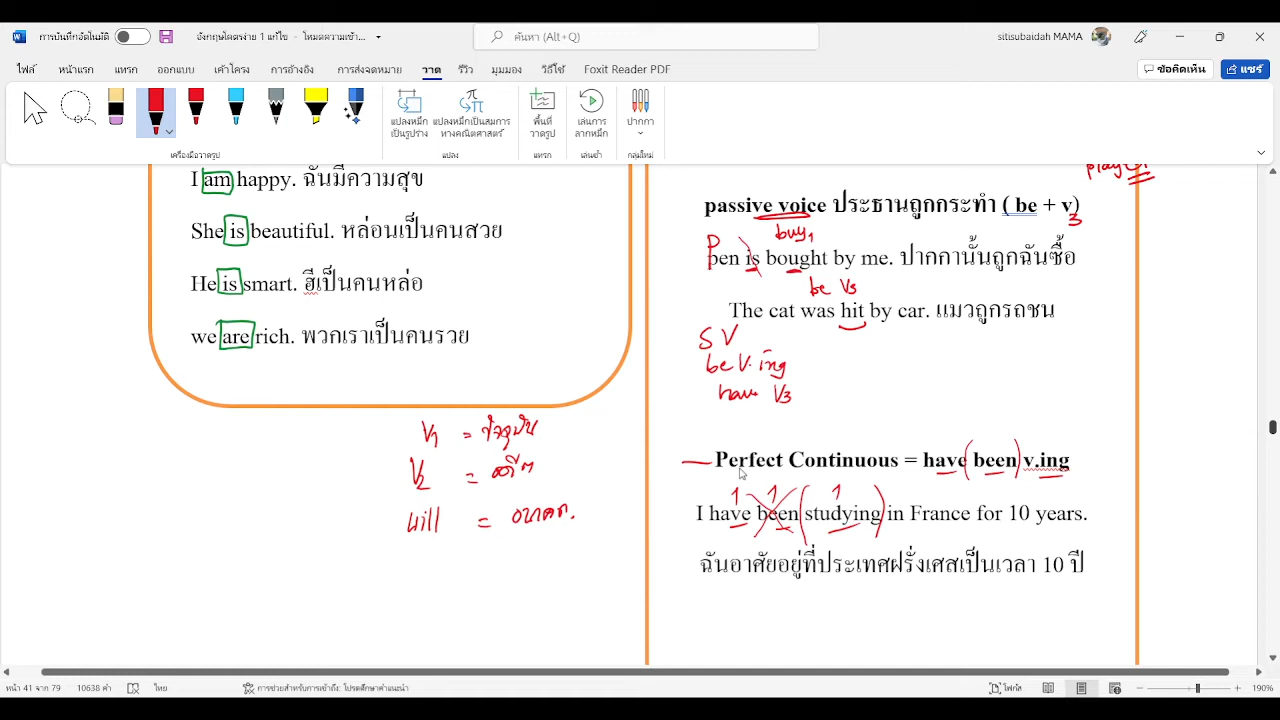 การบันทึกอัตโนมัติ
อังกฤษโคตรง่าย 1 แก้ไข - โหมดความเข้า...
ค้นหา (Alt+Q)
sitisubaidah MAMA
ไฟล์ หน้าแรก แทรก ออกแบบ เค้าโครง การอ้างอิง การส่งจดหมาย วาด รีวิว มุมมอง วิธีใช้ Foxit Reader PDF
ข้อคิดเห็น แชร์
แปลงหมึกเป็นรูปร่าง
แปลงหมึกเป็นสมการทางคณิตศาสตร์
พื้นที่วาดรูป
เล่นการลากหมึก
ปากกา
เครื่องมือวาดรูป แปลง แทรก เล่นซ้ำ กลุ่มใหม่
I am happy. ฉันมีความสุข
She is beautiful. หล่อนเป็นคนสวย
He is smart. ฮีเป็นคนหล่อ
we are rich. พวกเราเป็นคนรวย
V1 = ปัจจุบัน
V2 = อดีต
will = อนาคต.
passive voice ประธานถูกกระทำ ( be + v)
3
buy1
Pen is bought by me. ปากกานั้นถูกฉันซื้อ
be V3
The cat was hit by car. แมวถูกรถชน
S V
be V.ing
have V3
Perfect Continuous = have been v.ing
1 1 1
I have been studying in France for 10 years.
ฉันอาศัยอยู่ที่ประเทศฝรั่งเศสเป็นเวลา 10 ปี
หน้า 41 จาก 79 10638 คำ ไทย การช่วยสำหรับการเข้าถึง: โปรดศึกษาคำแนะนำ โฟกัส 190%